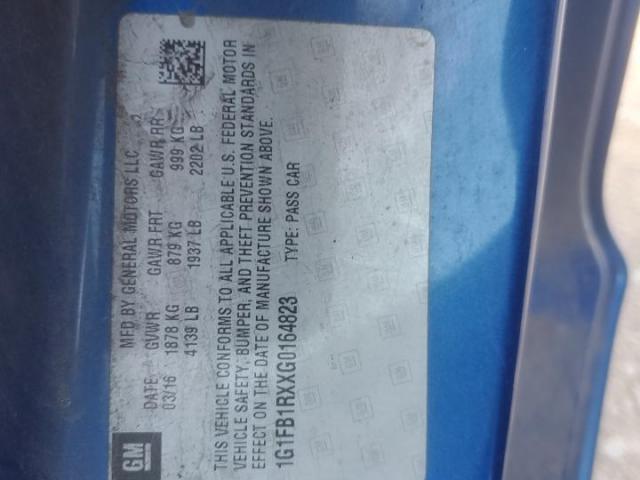 GM
MFD BY GENERAL MOTORS LLC
DATE GVWR GAWR FRT GAWR RR
03/16 1878 KG 879 KG 999 KG
4139 LB 1937 LB 2202 LB
THIS VEHICLE CONFORMS TO ALL APPLICABLE U.S. FEDERAL MOTOR
VEHICLE SAFETY, BUMPER, AND THEFT PREVENTION STANDARDS IN
EFFECT ON THE DATE OF MANUFACTURE SHOWN ABOVE.
1G1FB1RXXG0164823 TYPE: PASS CAR